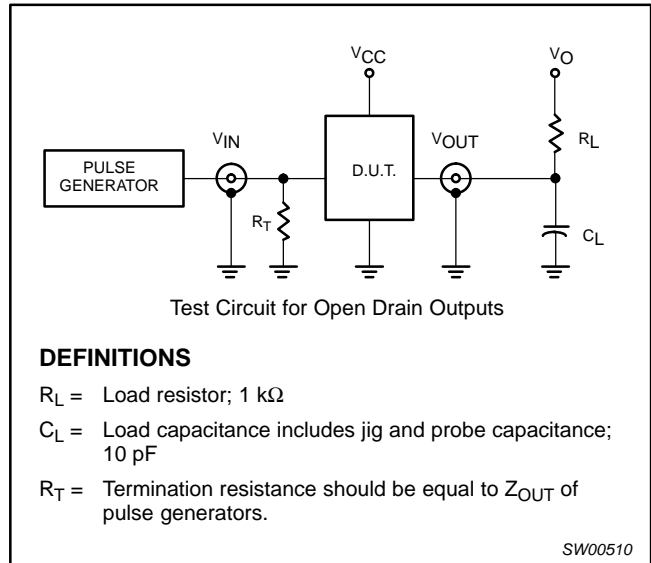 VCC
VO
VIN
VOUT
RL
PULSE
GENERATOR
D.U.T.
RT
CL
Test Circuit for Open Drain Outputs
DEFINITIONS
RL = Load resistor; 1 kΩ
CL = Load capacitance includes jig and probe capacitance;
10 pF
RT = Termination resistance should be equal to ZOUT of
pulse generators.
SW00510